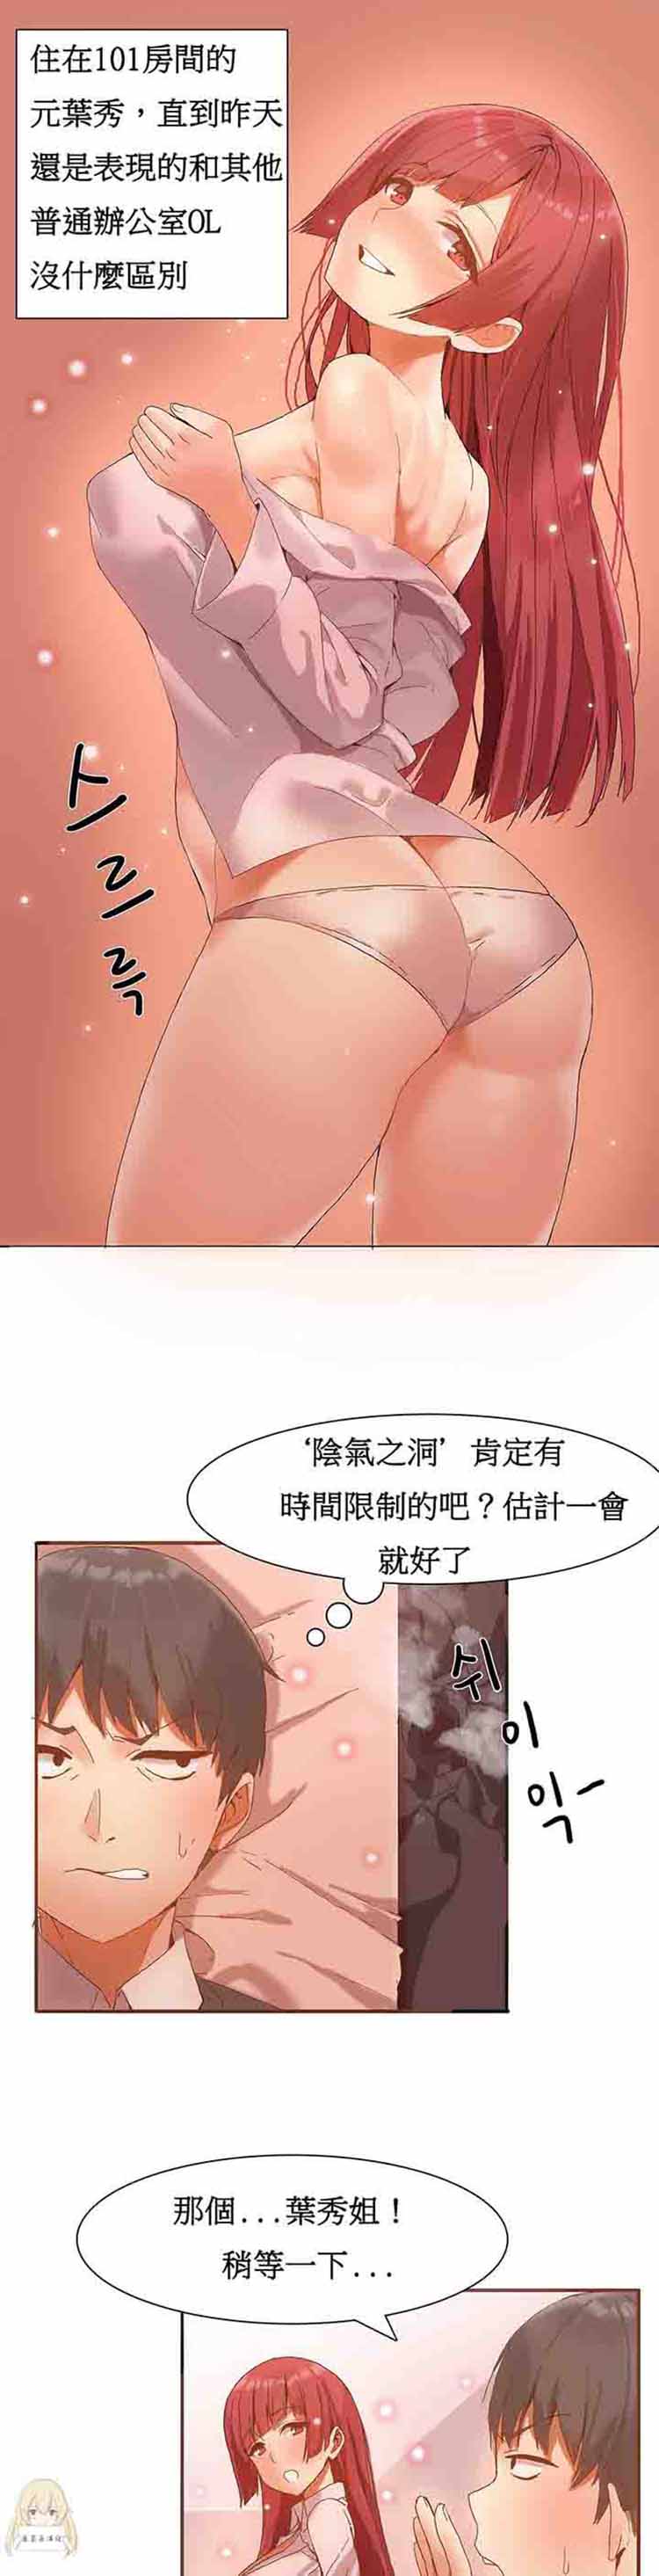 住在101房間的
元葉秀，直到昨天
還是表現的和其他
普通辦公室OL
沒什麼區別
스
르
륵
‘陰氣之洞’肯定有
時間限制的吧？估計一會
就好了
쉬
이
익~
那個...葉秀姐！
稍等一下...